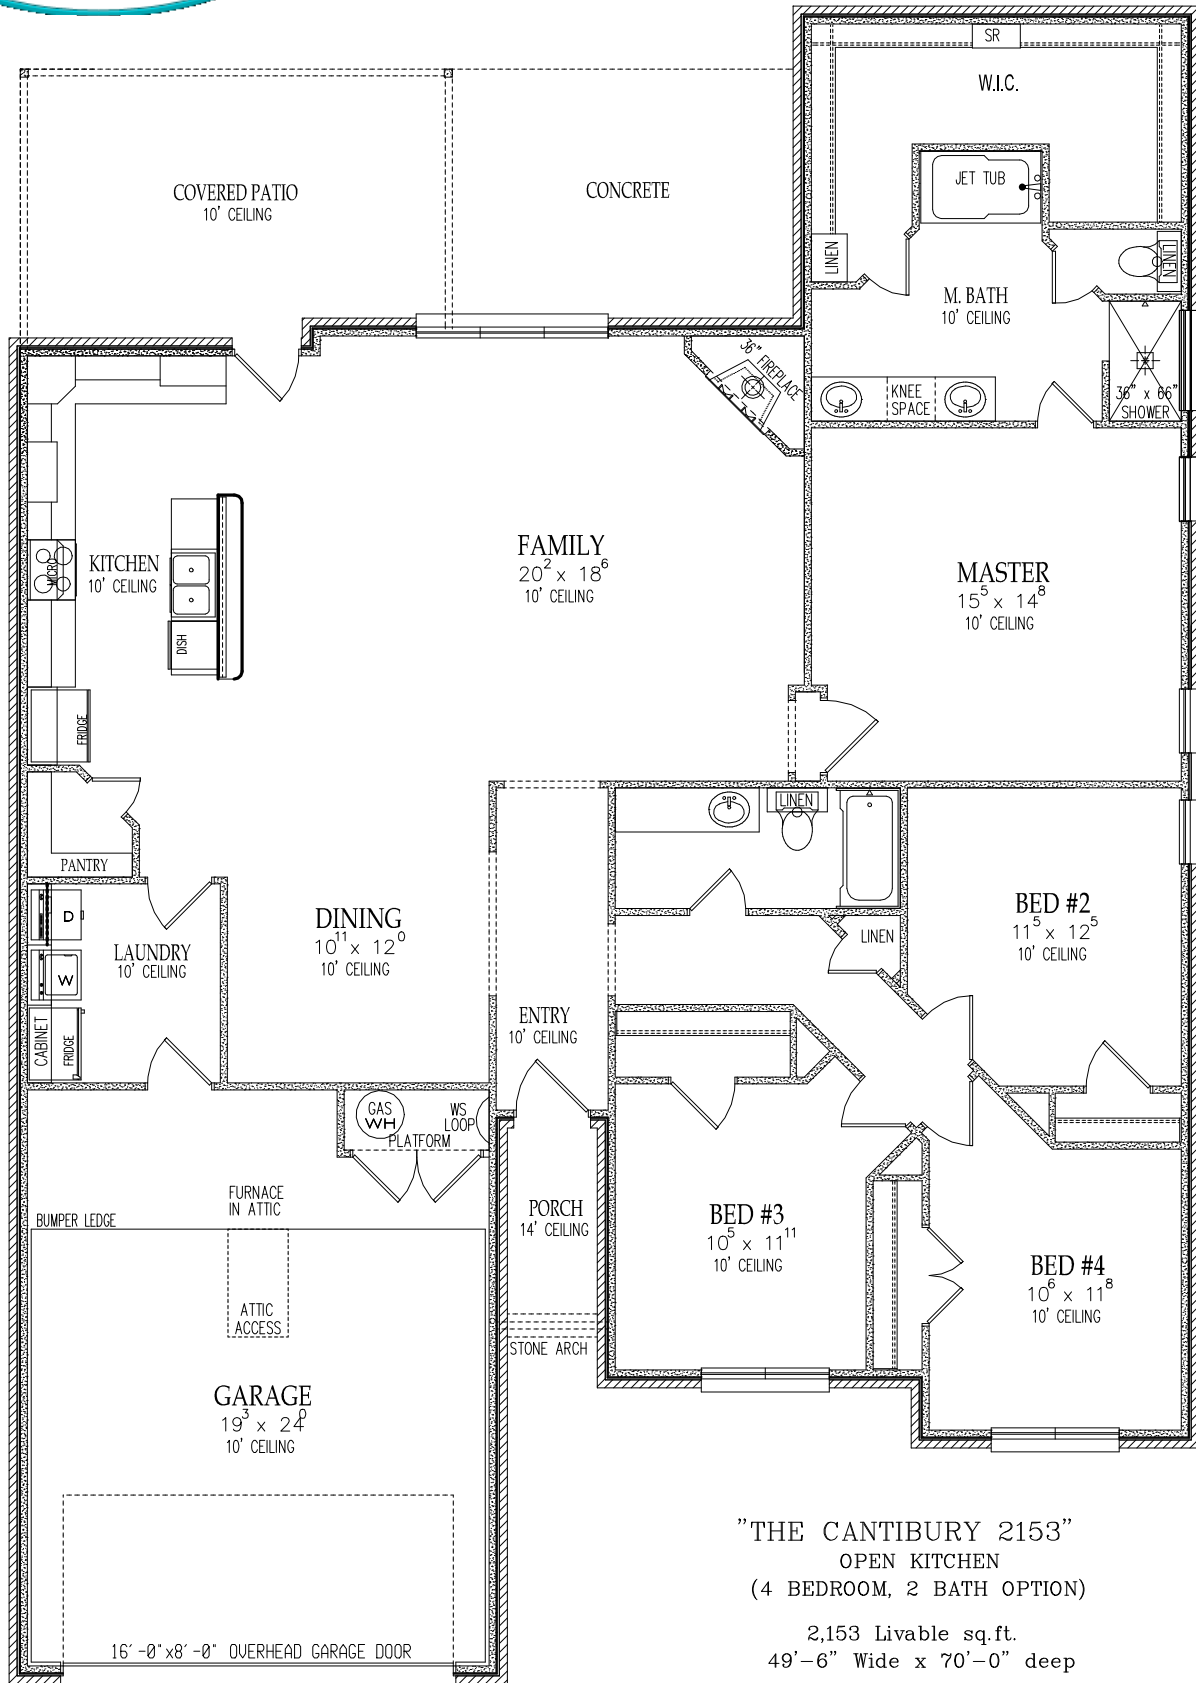 SR
W.I.C.
JET TUB
COVERED PATIO
10' CEILING
CONCRETE
LINEN
LINEN
M. BATH
10' CEILING
36" FIREPLACE
KNEE
SPACE
36" x 66"
SHOWER
KITCHEN
10' CEILING
MICRO
DISH
FRIDGE
FAMILY
20² x 18⁶
10' CEILING
MASTER
15⁵ x 14⁸
10' CEILING
PANTRY
LINEN
LINEN
BED #2
11⁵ x 12⁵
10' CEILING
D
W
LAUNDRY
10' CEILING
CABINET
FRIDGE
DINING
10¹¹ x 12⁰
10' CEILING
ENTRY
10' CEILING
GAS
WH
WS
LOOP
PLATFORM
FURNACE
IN ATTIC
BUMPER LEDGE
ATTIC
ACCESS
PORCH
14' CEILING
STONE ARCH
BED #3
10⁵ x 11¹¹
10' CEILING
BED #4
10⁶ x 11⁸
10' CEILING
GARAGE
19³ x 24⁰
10' CEILING
16'-0"x8'-0" OVERHEAD GARAGE DOOR
"THE CANTIBURY 2153"
OPEN KITCHEN
(4 BEDROOM, 2 BATH OPTION)
2,153 Livable sq.ft.
49'-6" Wide x 70'-0" deep